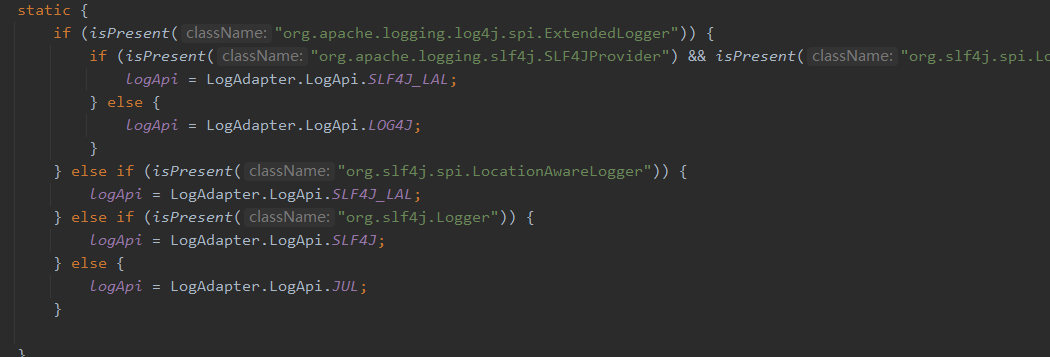 static {
if (isPresent( className: "org.apache.logging.log4j.spi.ExtendedLogger")) {
if (isPresent( className: "org.apache.logging.slf4j.SLF4JProvider") && isPresent( className: "org.slf4j.spi.Lo
logApi = LogAdapter.LogApi.SLF4J_LAL;
} else {
logApi = LogAdapter.LogApi.LOG4J;
}
} else if (isPresent( className: "org.slf4j.spi.LocationAwareLogger")) {
logApi = LogAdapter.LogApi.SLF4J_LAL;
} else if (isPresent( className: "org.slf4j.Logger")) {
logApi = LogAdapter.LogApi.SLF4J;
} else {
logApi = LogAdapter.LogApi.JUL;
}
}